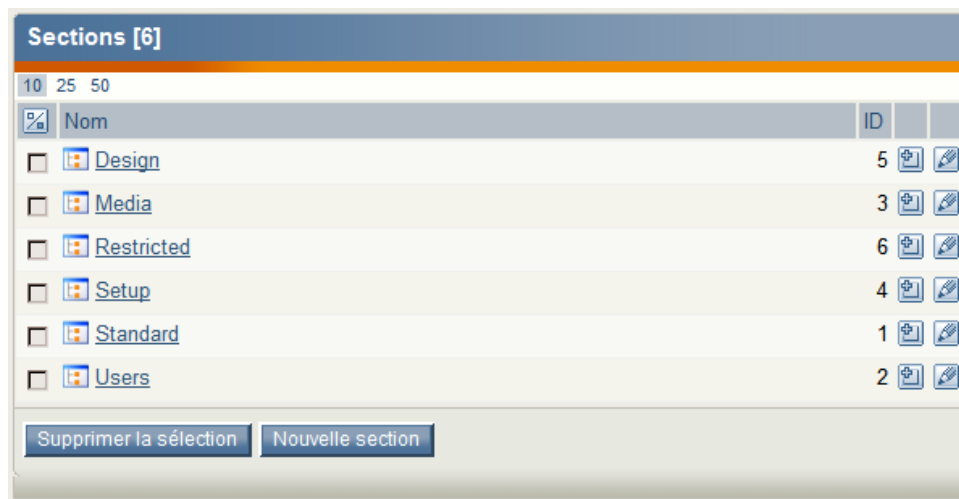 Sections [6]
10 25 50
Nom ID
Design 5
Media 3
Restricted 6
Setup 4
Standard 1
Users 2
Supprimer la sélection Nouvelle section